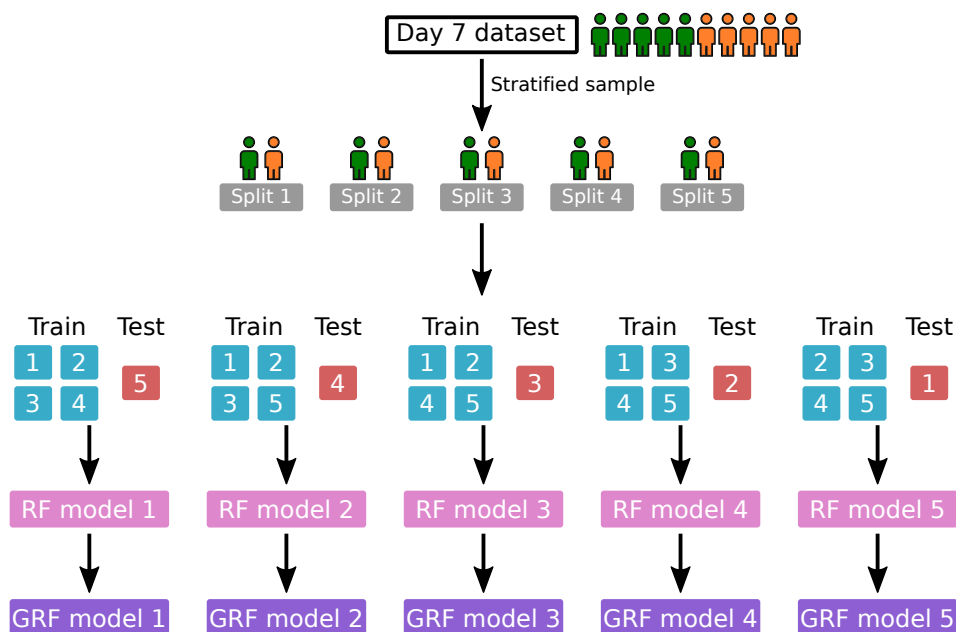 Day 7 dataset
Stratified sample
Split 1 Split 2 Split 3 Split 4 Split 5
Train Test Train Test Train Test Train Test Train Test
1 2 1 2 1 2 1 3 2 3
5 4 3 2 1
3 4 3 5 4 5 4 5 4 5
RF model 1 RF model 2 RF model 3 RF model 4 RF model 5
GRF model 1 GRF model 2 GRF model 3 GRF model 4 GRF model 5